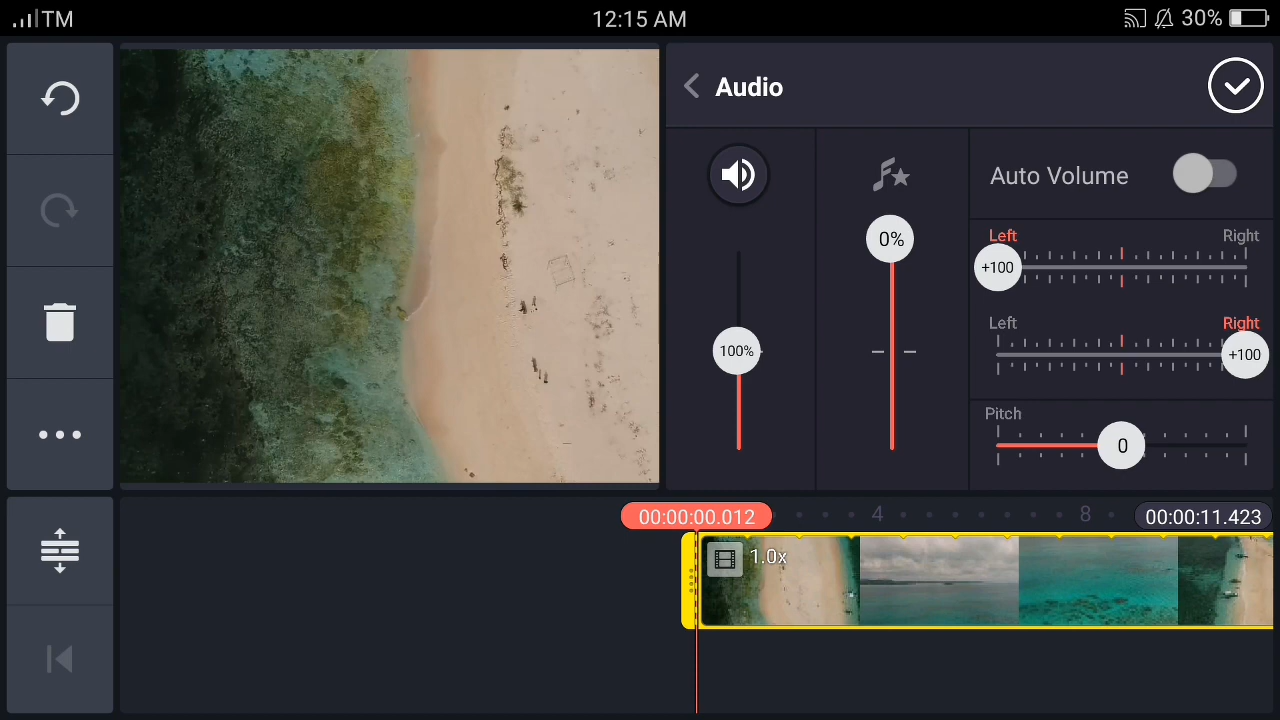 TM 12:15 AM 30%
Audio
Auto Volume
0%
Left Right
+100
100%
Left Right
+100
Pitch
0
00:00:00.012 4 8 00:00:11.423
1.0x